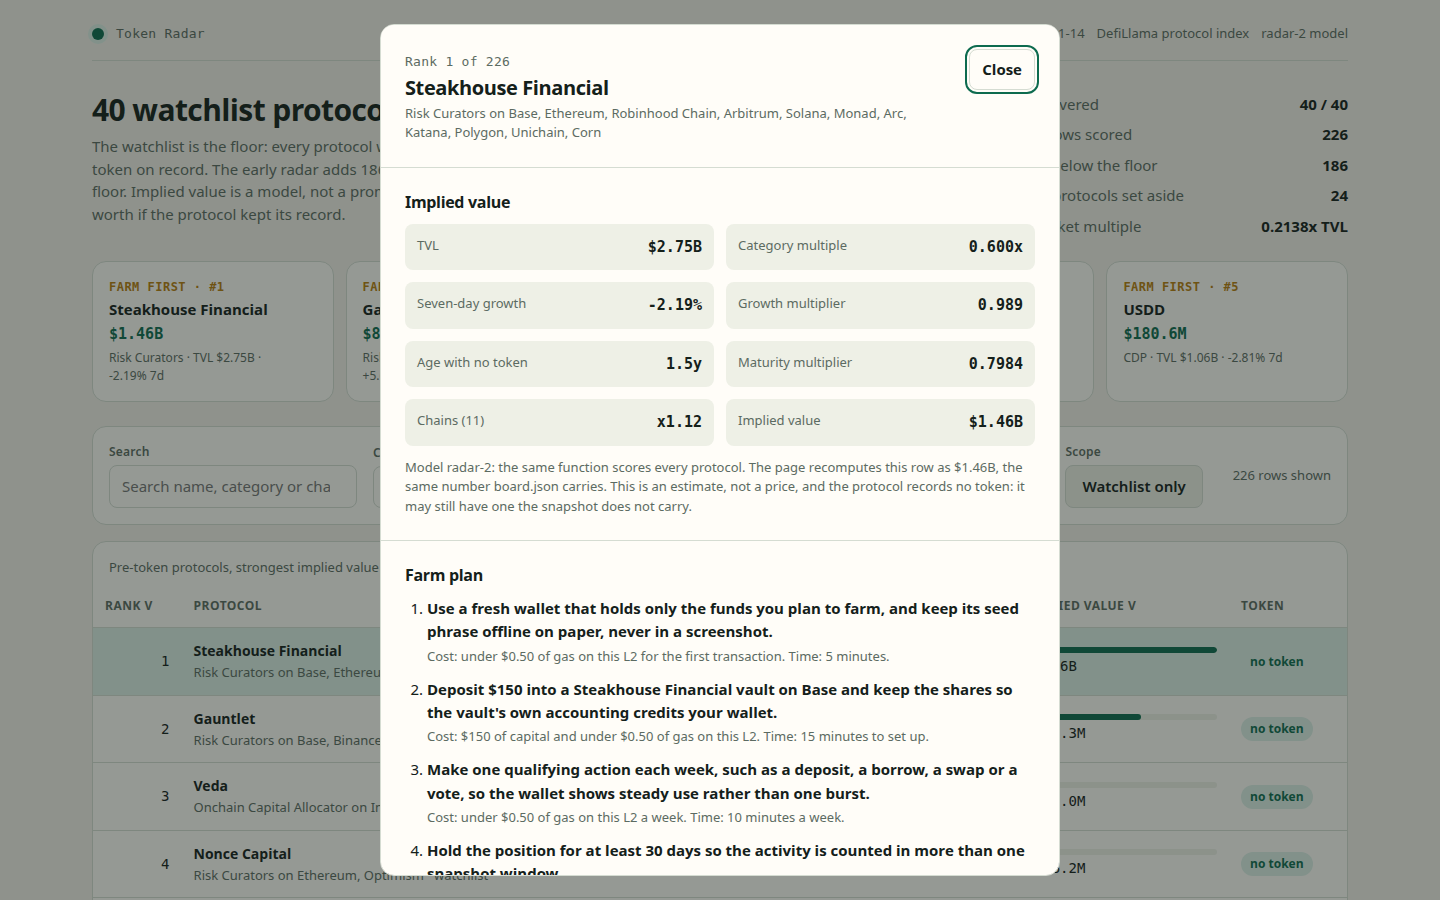 Token Radar
1-14 DefiLlama protocol index radar-2 model
40 watchlist protoco
The watchlist is the floor: every protocol
token on record. The early radar adds 18
floor. Implied value is a model, not a pro
worth if the protocol kept its record.
vered 40 / 40
ows scored 226
elow the floor 186
rotocols set aside 24
ket multiple 0.2138x TVL
FARM FIRST · #1
Steakhouse Financial
$1.46B
Risk Curators · TVL $2.75B ·
-2.19% 7d
FA
Ga
$8
Ris
+5.
FARM FIRST · #5
USDD
$180.6M
CDP · TVL $1.06B · -2.81% 7d
Search
Search name, category or cha
C
Scope
Watchlist only
226 rows shown
Pre-token protocols, strongest implied value
RANK V PROTOCOL IED VALUE V TOKEN
1 Steakhouse Financial
Risk Curators on Base, Ethereu
6B
no token
2 Gauntlet
Risk Curators on Base, Binance
.3M
no token
3 Veda
Onchain Capital Allocator on
.0M
no token
4 Nonce Capital
Risk Curators on Ethereum, Optimism · watchlist
.2M
no token
Rank 1 of 226
Steakhouse Financial
Close
Risk Curators on Base, Ethereum, Robinhood Chain, Arbitrum, Solana, Monad, Arc,
Katana, Polygon, Unichain, Corn
Implied value
TVL $2.75B
Category multiple 0.600x
Seven-day growth -2.19%
Growth multiplier 0.989
Age with no token 1.5y
Maturity multiplier 0.7984
Chains (11) x1.12
Implied value $1.46B
Model radar-2: the same function scores every protocol. The page recomputes this row as $1.46B, the
same number board.json carries. This is an estimate, not a price, and the protocol records no token: it
may still have one the snapshot does not carry.
Farm plan
1. Use a fresh wallet that holds only the funds you plan to farm, and keep its seed
phrase offline on paper, never in a screenshot.
Cost: under $0.50 of gas on this L2 for the first transaction. Time: 5 minutes.
2. Deposit $150 into a Steakhouse Financial vault on Base and keep the shares so
the vault's own accounting credits your wallet.
Cost: $150 of capital and under $0.50 of gas on this L2. Time: 15 minutes to set up.
3. Make one qualifying action each week, such as a deposit, a borrow, a swap or a
vote, so the wallet shows steady use rather than one burst.
Cost: under $0.50 of gas on this L2 a week. Time: 10 minutes a week.
4. Hold the position for at least 30 days so the activity is counted in more than one
snapshot window.